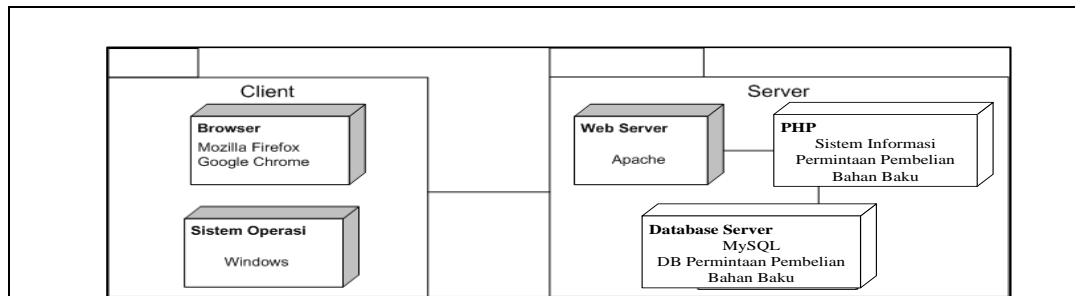 Client
Browser
Mozilla Firefox
Google Chrome
Sistem Operasi
Windows
Server
Web Server
Apache
PHP
Sistem Informasi
Permintaan Pembelian
Bahan Baku
Database Server
MySQL
DB Permintaan Pembelian
Bahan Baku